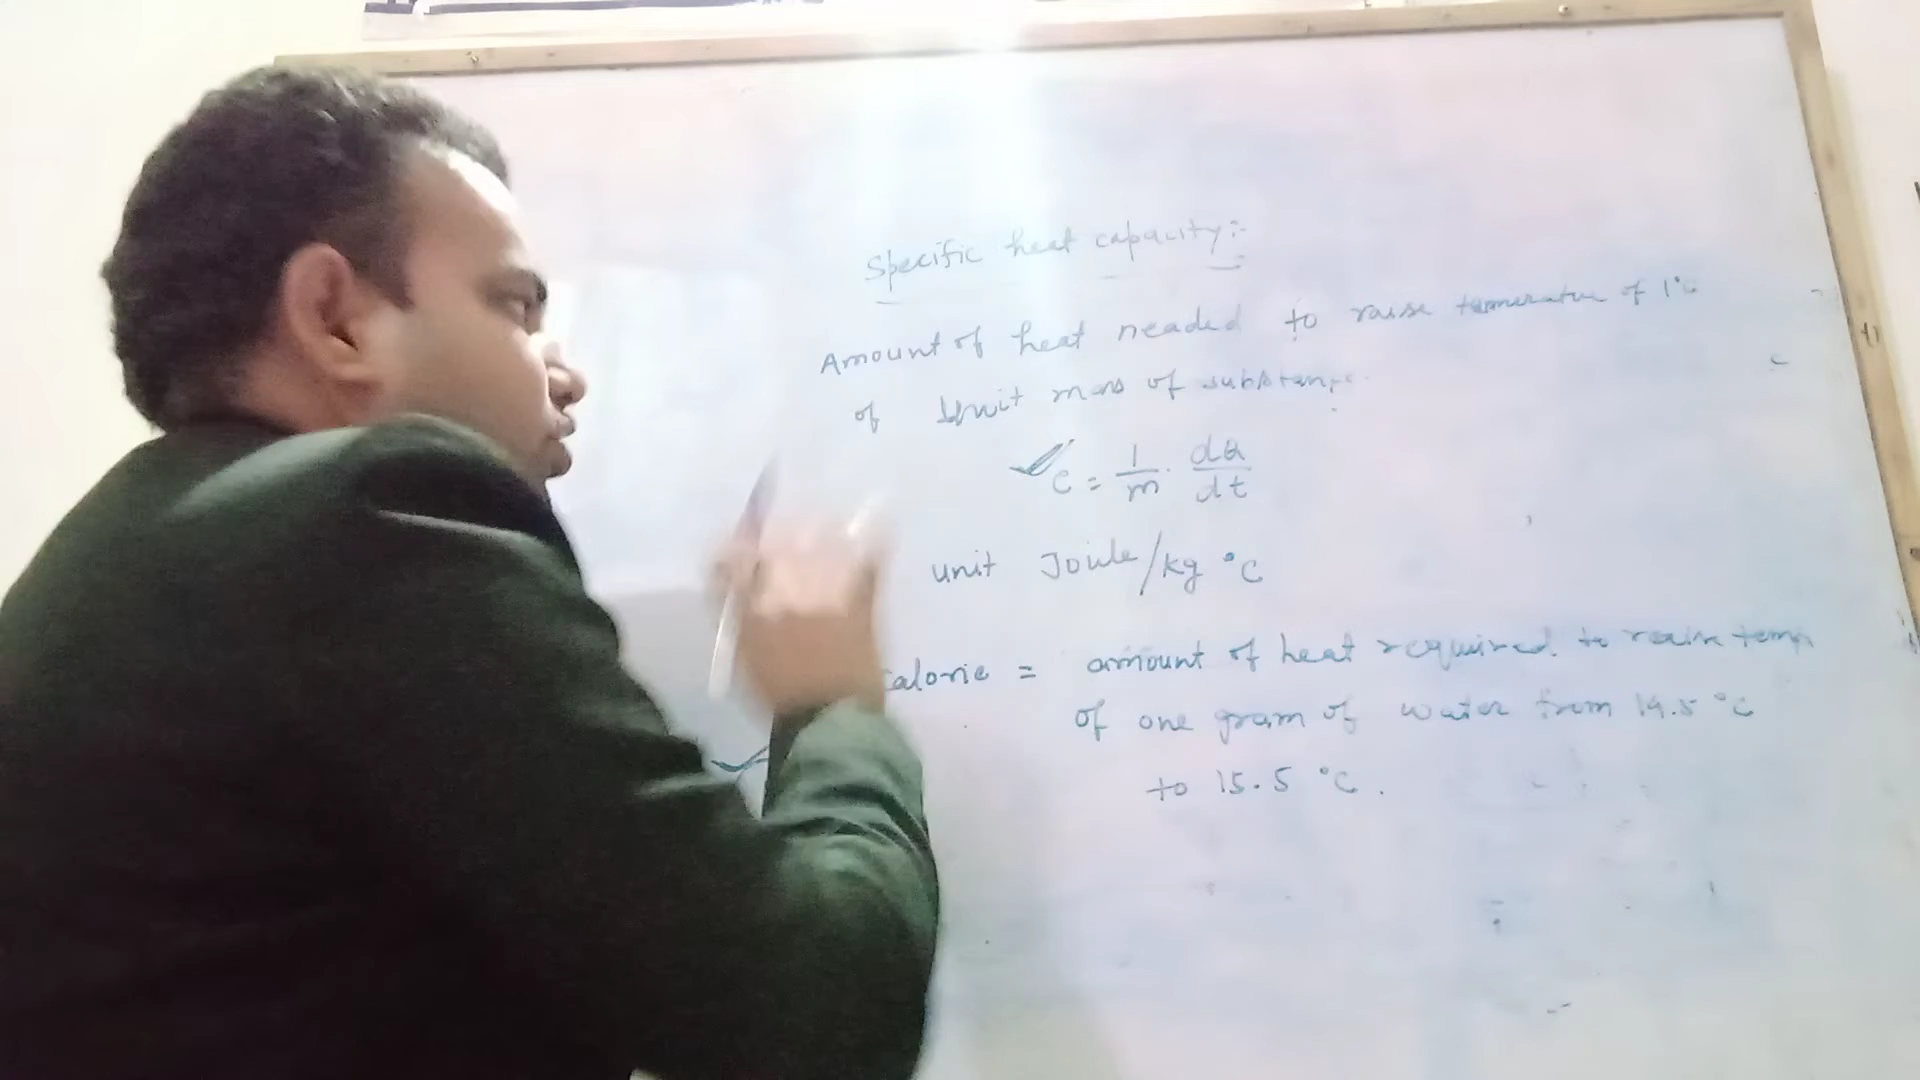 Specific heat capacity:-
Amount of heat needed to raise temperature of 1°C
of Unit mass of substance.
c = 1/m · dQ/dt
unit Joule/kg °C
calorie = amount of heat required to raise temp
of one gram of water from 14.5 °C
to 15.5 °C.